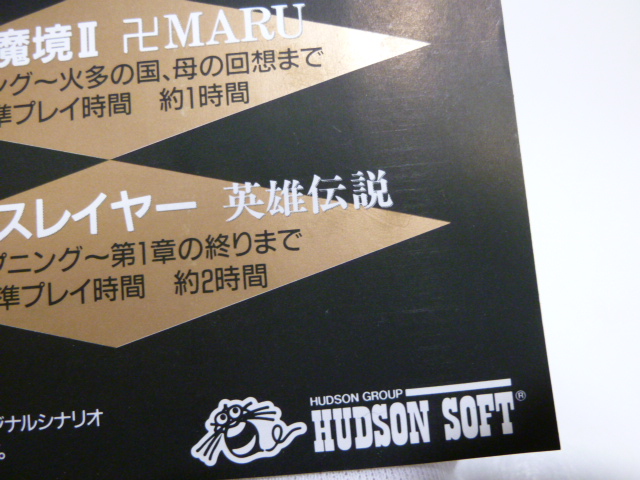 魔境II 卍MARU
ング～火多の国、母の回想まで
準プレイ時間 約1時間
スレイヤー 英雄伝説
プニング～第1章の終りまで
準プレイ時間 約2時間
ジナルシナリオ
。
HUDSON GROUP
HUDSON SOFT®